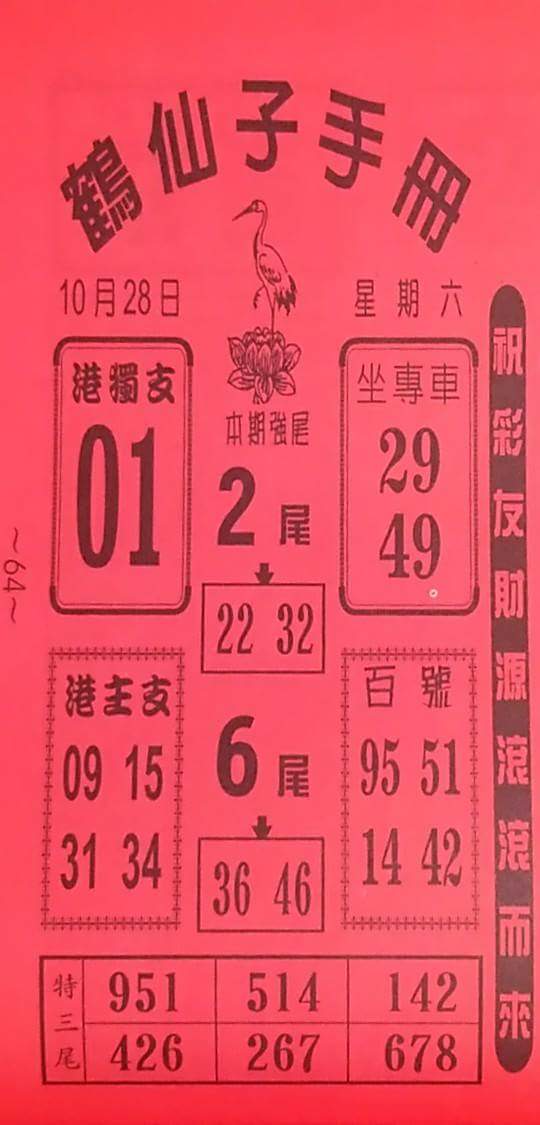 鶴仙子手冊
10月28日
星期六
港獨支
01
本期強尾
2尾
22 32
6尾
36 46
坐專車
29
49
港主支
09 15
31 34
百號
95 51
14 42
特三尾
951 514 142
426 267 678
祝彩友財源滾滾而來
~64~